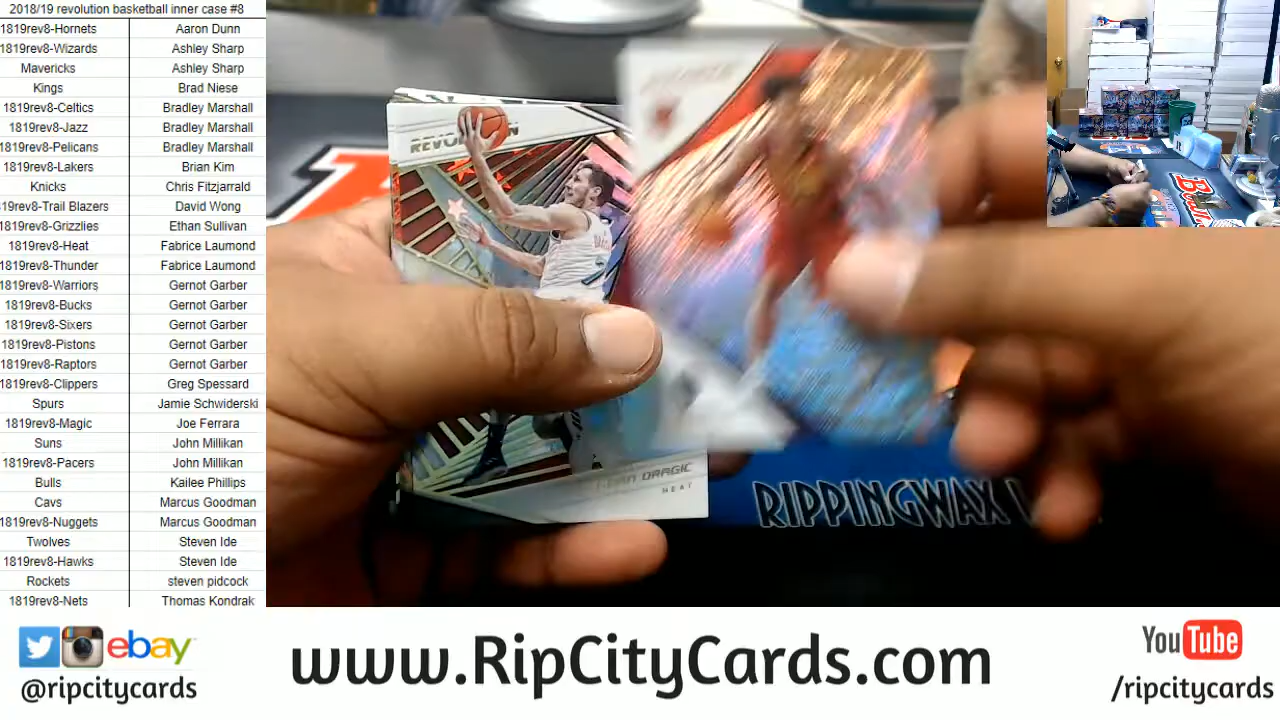 2018/19 revolution basketball inner case #8
1819rev8-Hornets Aaron Dunn
1819rev8-Wizards Ashley Sharp
Mavericks Ashley Sharp
Kings Brad Niese
1819rev8-Celtics Bradley Marshall
1819rev8-Jazz Bradley Marshall
1819rev8-Pelicans Bradley Marshall
1819rev8-Lakers Brian Kim
Knicks Chris Fitzjarrald
819rev8-Trail Blazers David Wong
1819rev8-Grizzlies Ethan Sullivan
1819rev8-Heat Fabrice Laumond
1819rev8-Thunder Fabrice Laumond
1819rev8-Warriors Gernot Garber
1819rev8-Bucks Gernot Garber
1819rev8-Sixers Gernot Garber
1819rev8-Pistons Gernot Garber
1819rev8-Raptors Gernot Garber
1819rev8-Clippers Greg Spessard
Spurs Jamie Schwiderski
1819rev8-Magic Joe Ferrara
Suns John Millikan
1819rev8-Pacers John Millikan
Bulls Kailee Phillips
Cavs Marcus Goodman
1819rev8-Nuggets Marcus Goodman
Twolves Steven Ide
1819rev8-Hawks Steven Ide
Rockets steven pidcock
1819rev8-Nets Thomas Kondrak
DRAGIC
HEAT
RIPPINGWAX
ebay
@ripcitycards
www.RipCityCards.com
YouTube
/ripcitycards